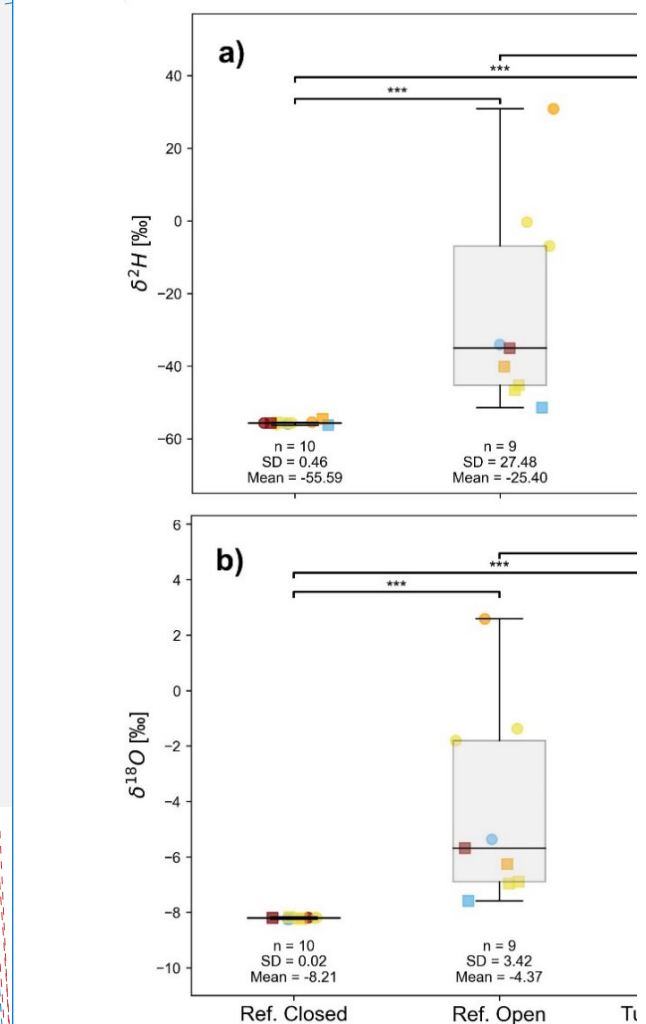 a)
***
***
40
20
0
−20
−40
−60
δ²H [‰]
n = 10
SD = 0.46
Mean = -55.59
n = 9
SD = 27.48
Mean = -25.40
b)
***
***
6
4
2
0
−2
−4
−6
−8
−10
δ¹⁸O [‰]
n = 10
SD = 0.02
Mean = -8.21
n = 9
SD = 3.42
Mean = -4.37
Ref. Closed
Ref. Open
Tu